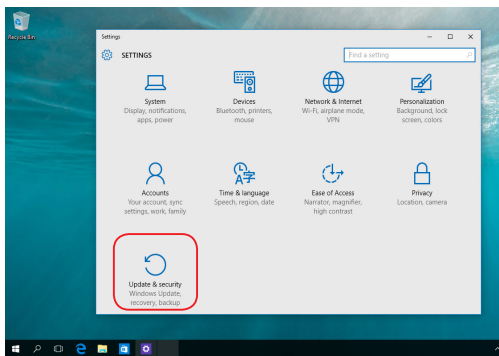 Recycle Bin
Settings
SETTINGS
Find a setting
System
Display, notifications,
apps, power
Devices
Bluetooth, printers,
mouse
Network & Internet
Wi-Fi, airplane mode,
VPN
Personalization
Background, lock
screen, colors
Accounts
Your account, sync
settings, work, family
Time & language
Speech, region, date
Ease of Access
Narrator, magnifier,
high contrast
Privacy
Location, camera
Update & security
Windows Update,
recovery, backup